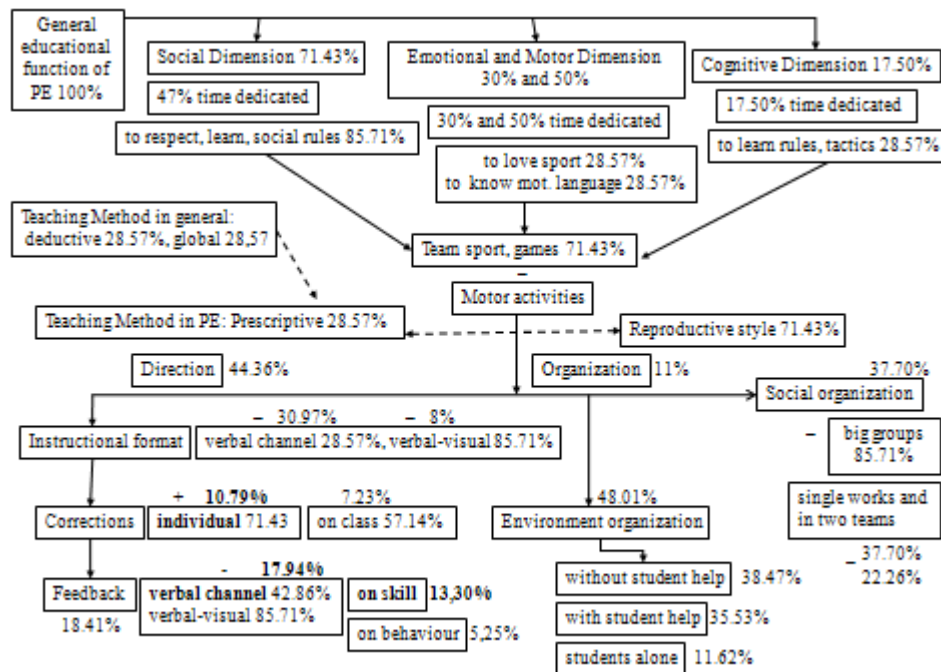 General
educational
function of
PE 100%
Social Dimension 71.43%
Emotional and Motor Dimension
30% and 50%
Cognitive Dimension 17.50%
47% time dedicated
30% and 50% time dedicated
17.50% time dedicated
to respect, learn, social rules 85.71%
to love sport 28.57%
to know mot. language 28.57%
to learn rules, tactics 28.57%
Teaching Method in general:
deductive 28.57%, global 28,57
Team sport, games 71.43%
–
Motor activities
Teaching Method in PE: Prescriptive 28.57%
Reproductive style 71.43%
Direction 44.36%
Organization 11%
37.70%
Social organization
– 30.97% – 8%
Instructional format
verbal channel 28.57%, verbal-visual 85.71%
– big groups
85.71%
+ 10.79% 7.23%
Corrections
individual 71.43
on class 57.14%
48.01%
Environment organization
single works and
in two teams
– 37.70%
22.26%
- 17.94%
Feedback
18.41%
verbal channel 42.86%
verbal-visual 85.71%
on skill 13,30%
on behaviour 5,25%
without student help 38.47%
with student help 35.53%
students alone 11.62%